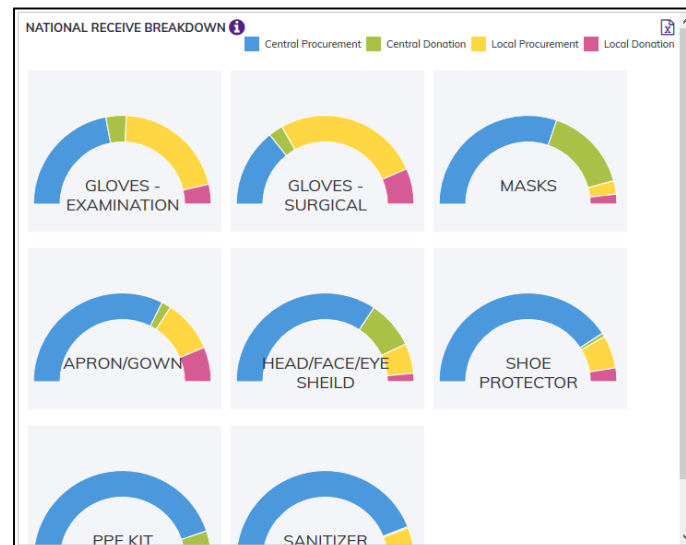 NATIONAL RECEIVE BREAKDOWN i
Central Procurement Central Donation Local Procurement Local Donation
GLOVES -
EXAMINATION
GLOVES -
SURGICAL
MASKS
APRON/GOWN
HEAD/FACE/EYE
SHEILD
SHOE
PROTECTOR
PPE KIT
SANITIZER